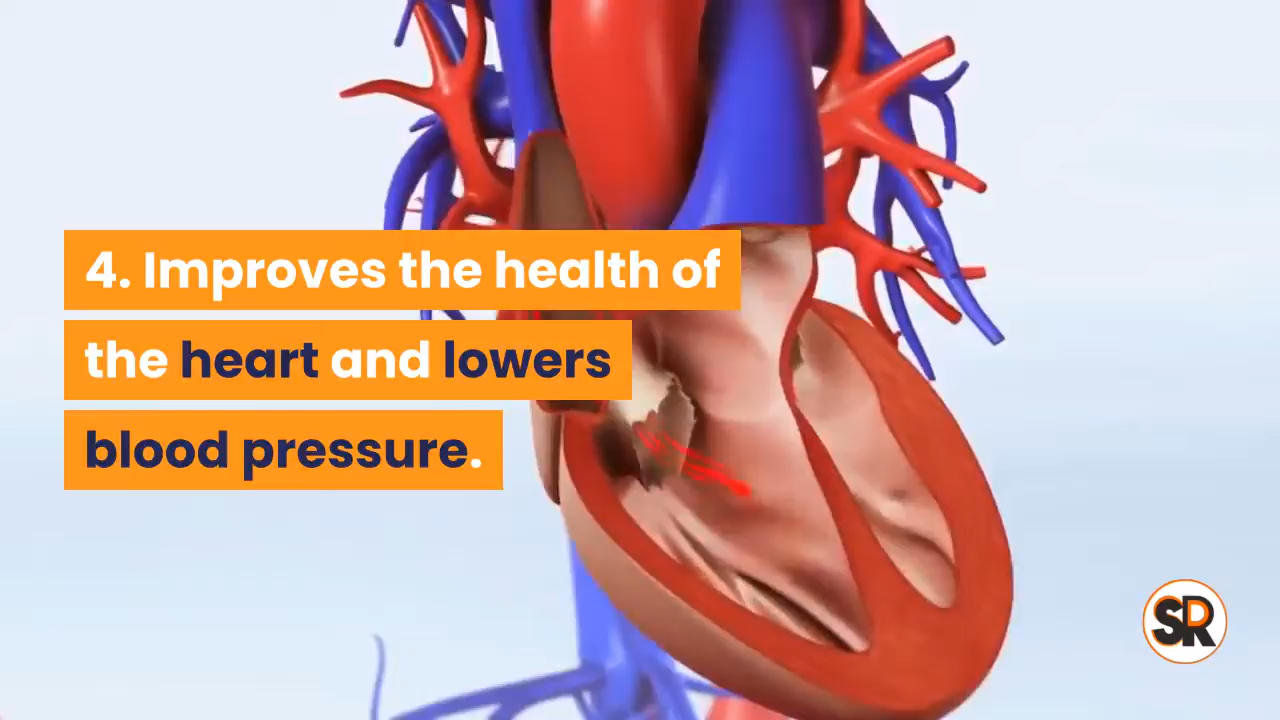 4. Improves the health of
the heart and lowers
blood pressure.
SR